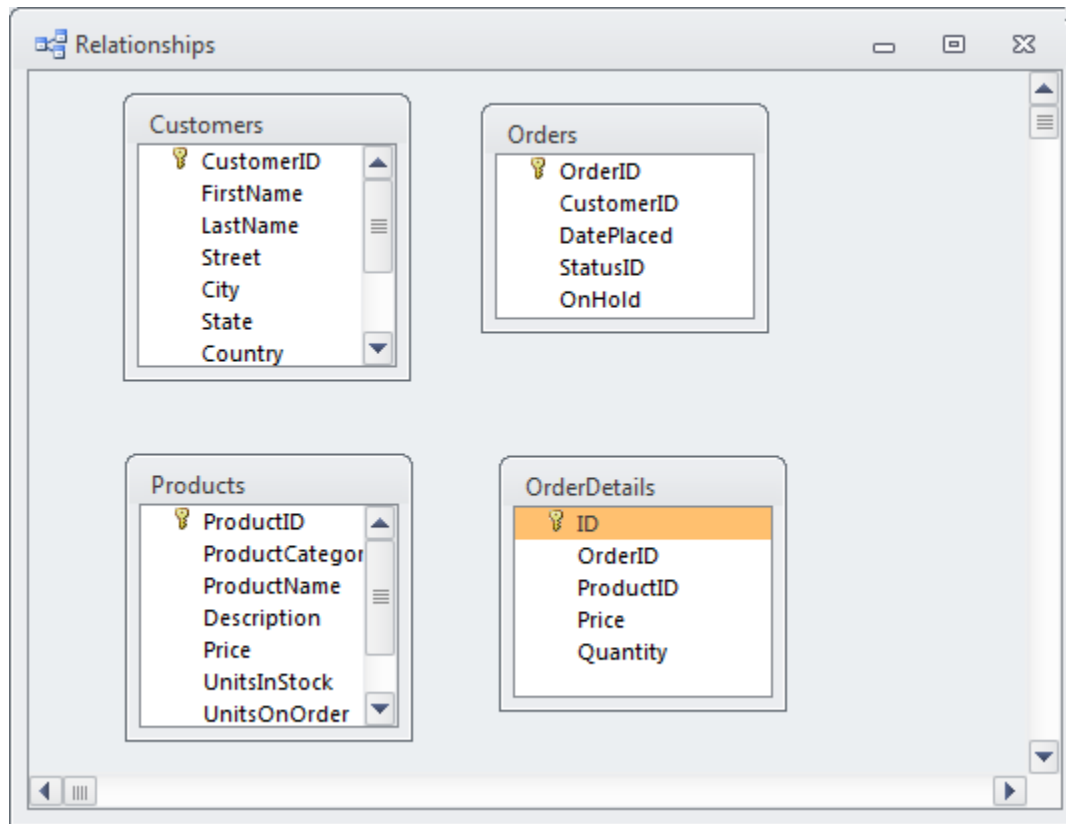 Relationships
Customers
CustomerID
FirstName
LastName
Street
City
State
Country
Orders
OrderID
CustomerID
DatePlaced
StatusID
OnHold
Products
ProductID
ProductCategor
ProductName
Description
Price
UnitsInStock
UnitsOnOrder
OrderDetails
ID
OrderID
ProductID
Price
Quantity